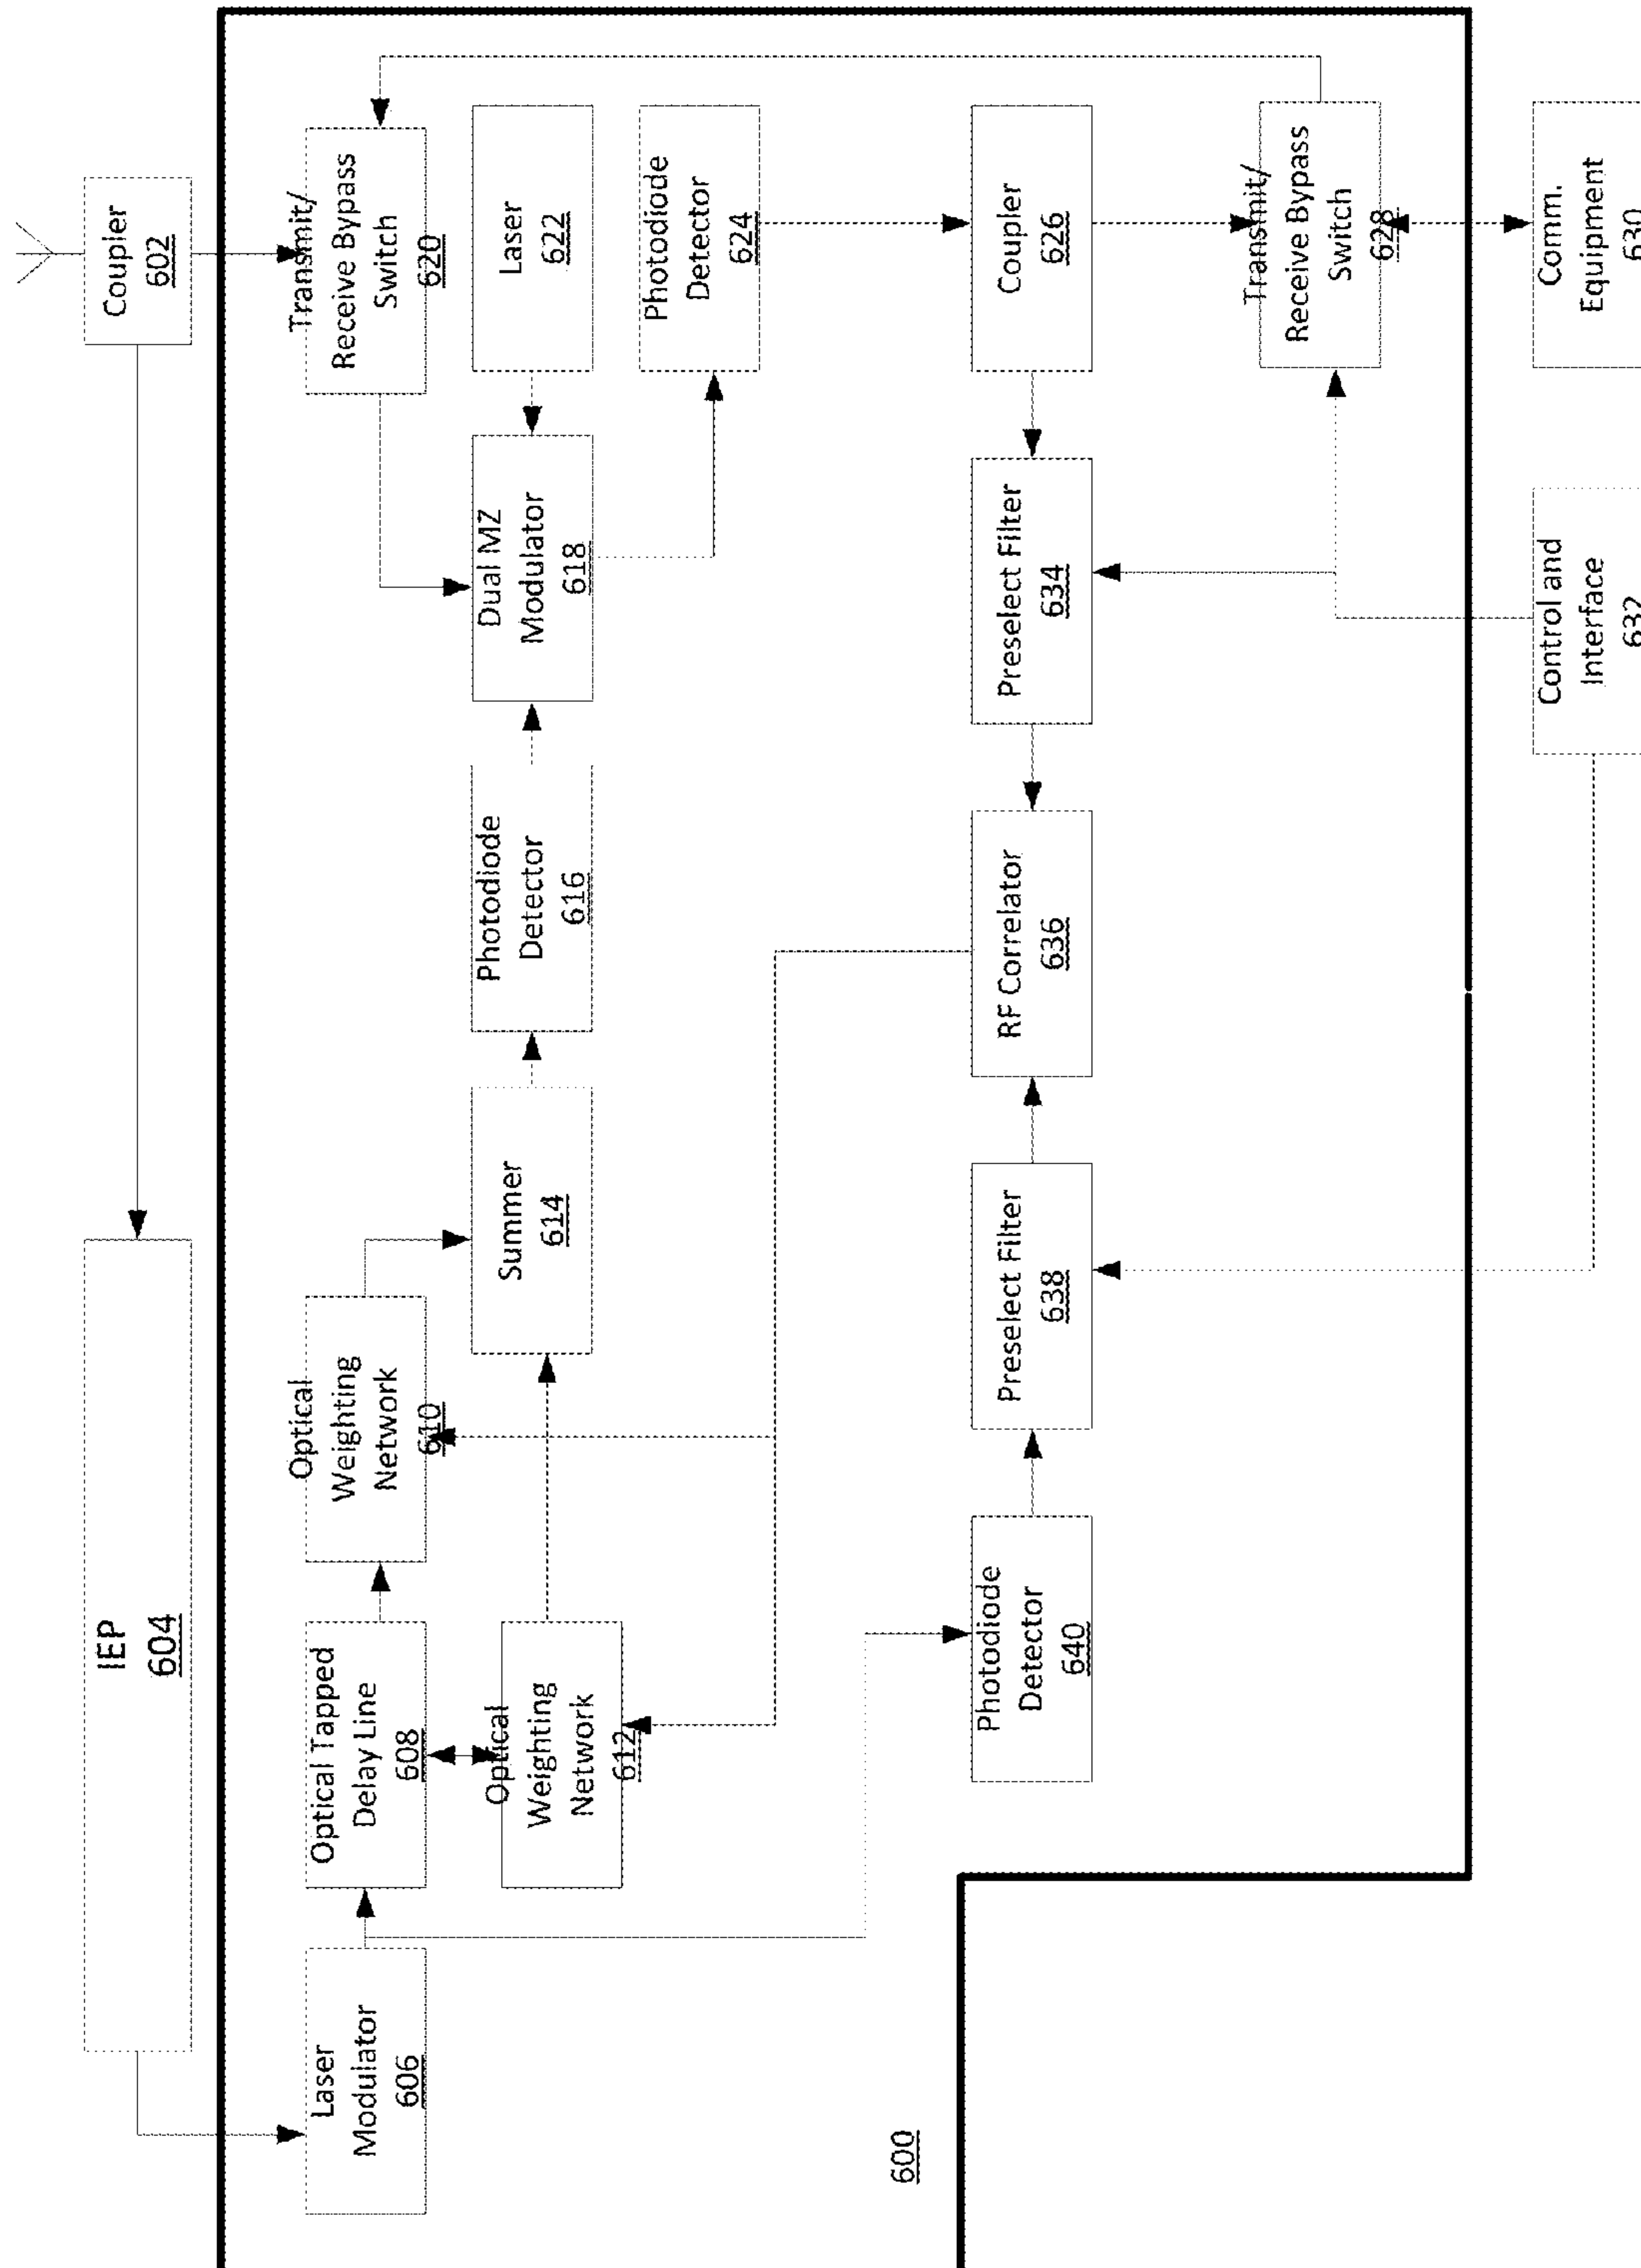 Coupler
602
IEP
604
Transmit/
Receive Bypass
Switch
620
Laser
622
Photodiode
Detector
624
Coupler
626
Transmit/
Receive Bypass
Switch
628
Comm.
Equipment
630
Dual MZ
Modulator
618
Preselect Filter
634
Control and
Interface
632
Photodiode
Detector
616
RF Correlator
636
Summer
614
Preselect Filter
638
Optical
Weighting
Network
610
Optical Tapped
Delay Line
608
Optical
Weighting
Network
612
Photodiode
Detector
640
Laser
Modulator
606
600